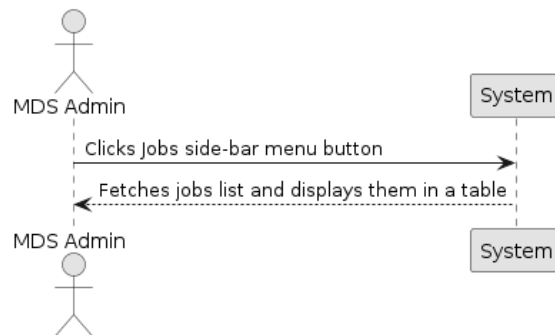 MDS Admin
System
Clicks Jobs side-bar menu button
Fetches jobs list and displays them in a table
MDS Admin
System